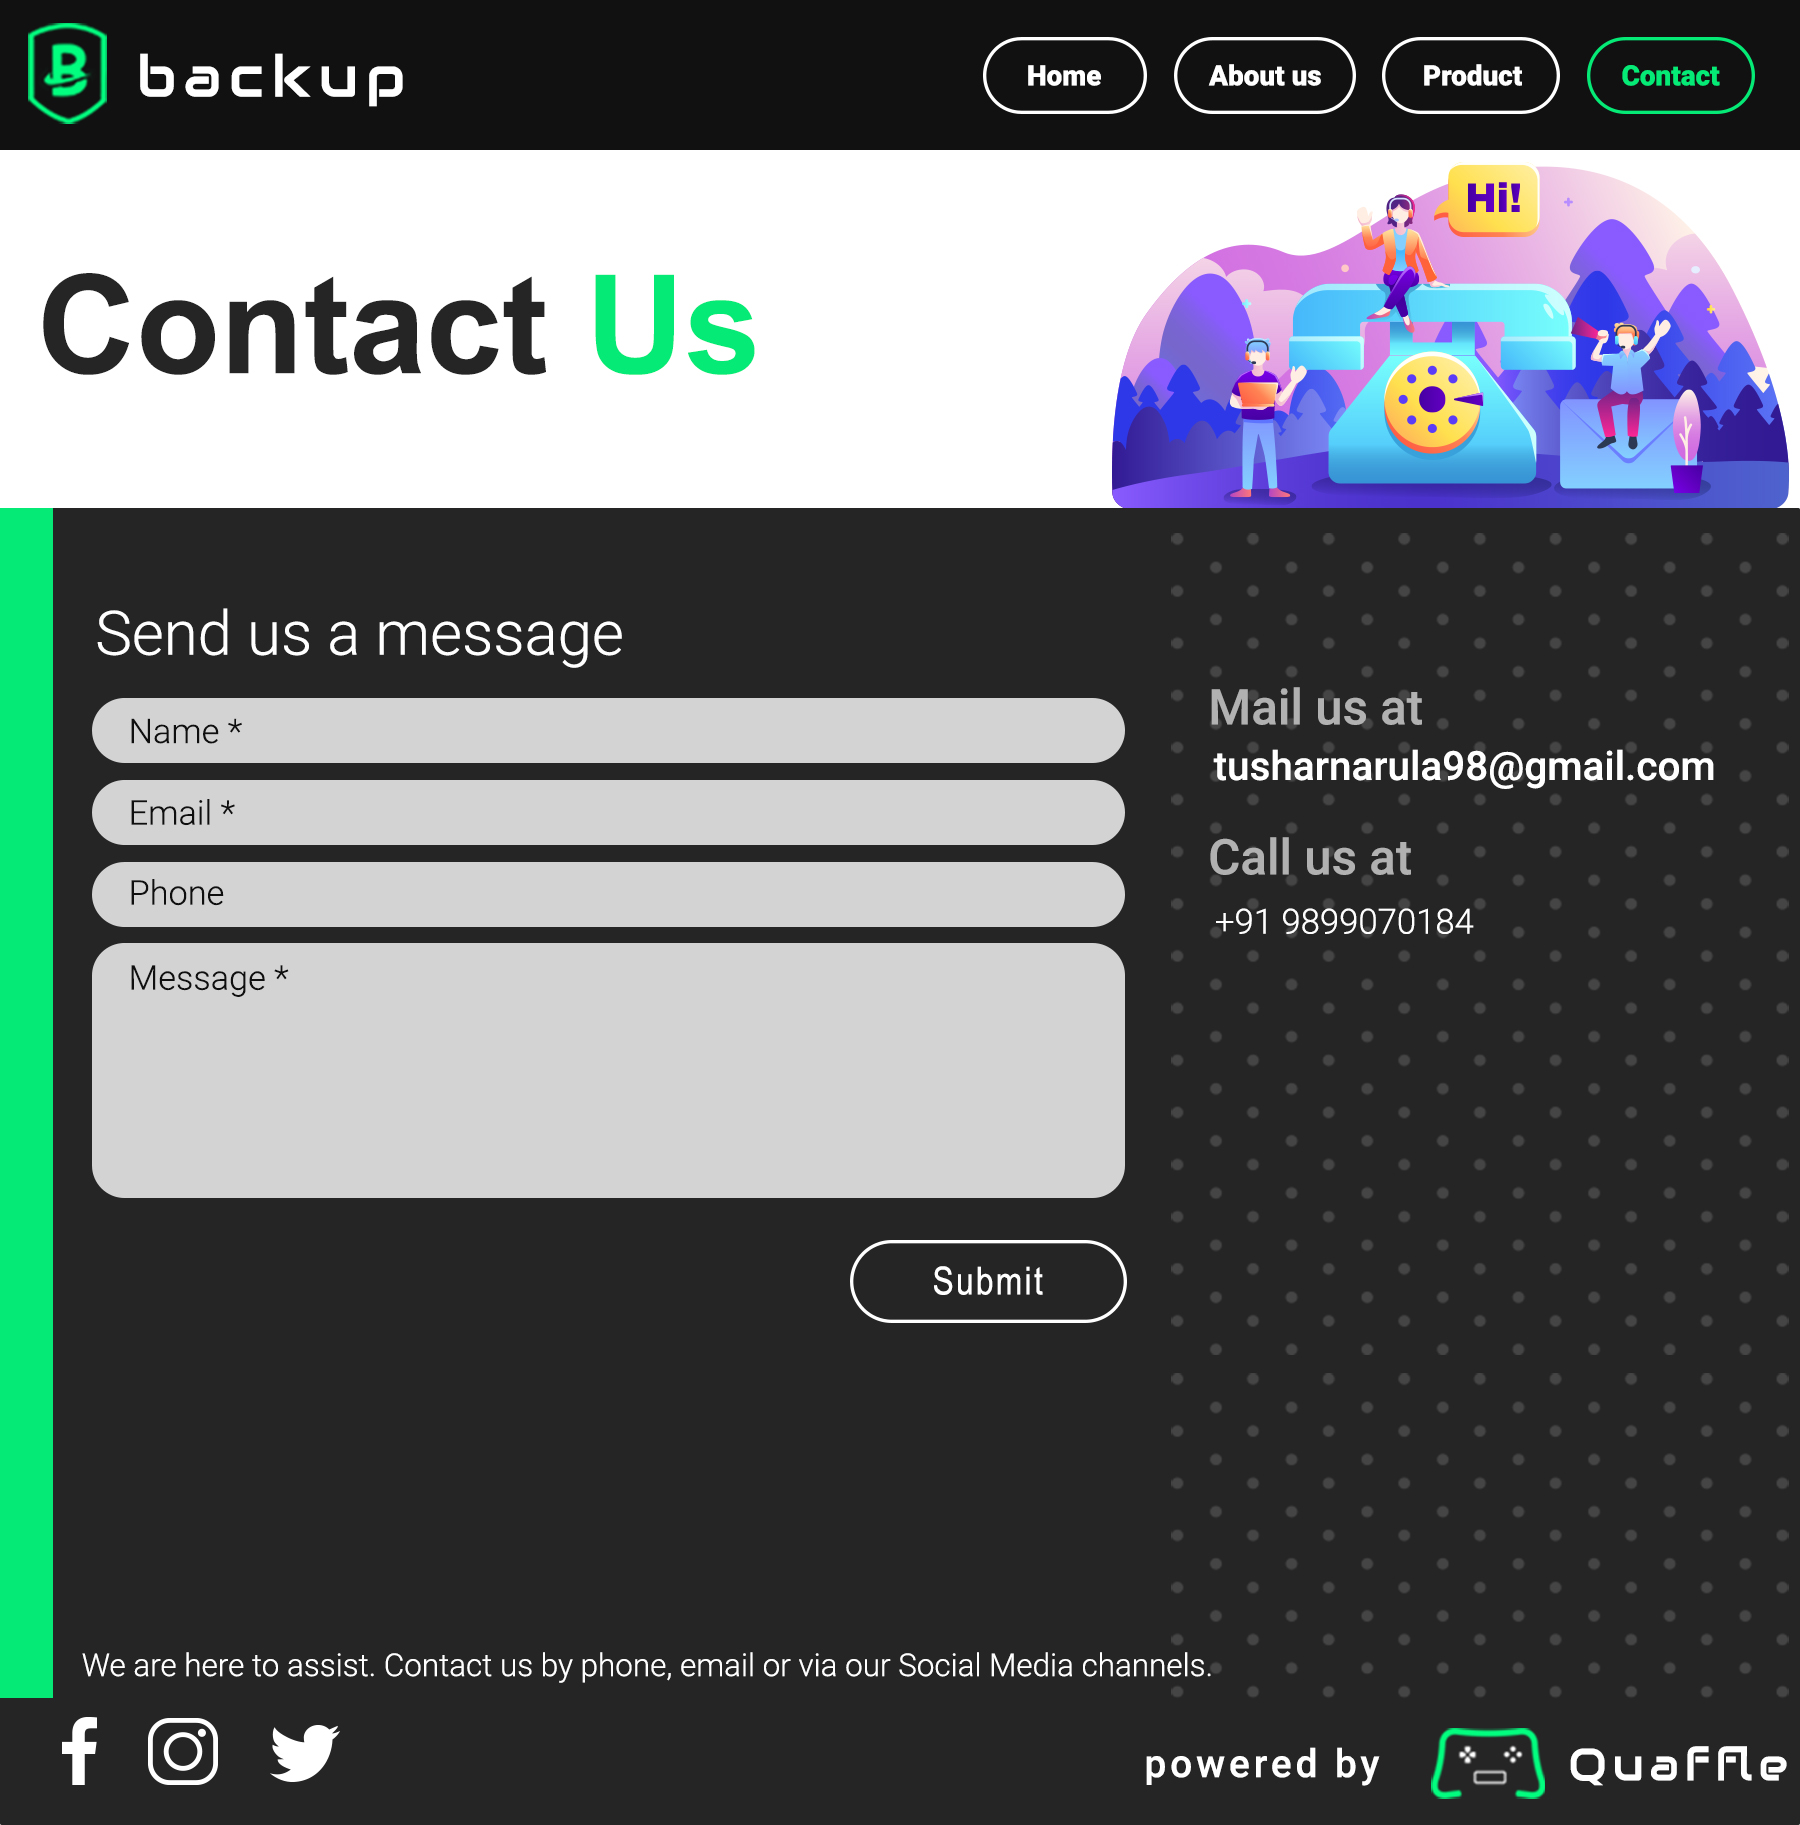 backup
Home
About us
Product
Contact
Hi!
Contact Us
Send us a message
Name *
Email *
Phone
Message *
Submit
Mail us at
tusharnarula98@gmail.com
Call us at
+91 9899070184
We are here to assist. Contact us by phone, email or via our Social Media channels.
powered by
Quaffle